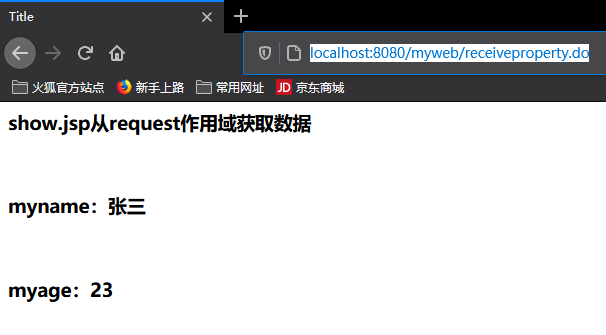 Title
localhost:8080/myweb/receiveproperty.do
火狐官方站点 新手上路 常用网址 JD 京东商城
show.jsp从request作用域获取数据
myname：张三
myage：23